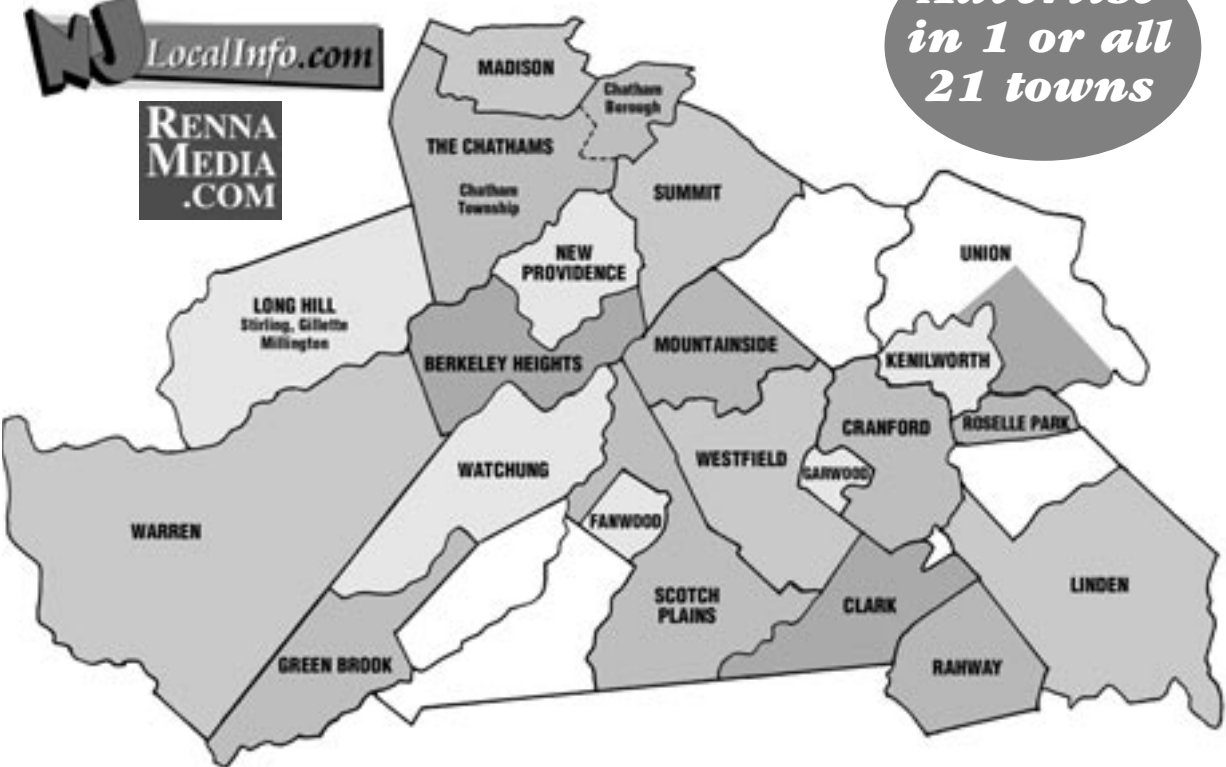 NJ
LocalInfo.com
RENNA
MEDIA
.COM
in 1 or all
21 towns
MADISON
Chatham
Borough
THE CHATHAMS
Chatham
Township
SUMMIT
NEW
PROVIDENCE
UNION
LONG HILL
Stirling, Gillette
Millington
BERKELEY HEIGHTS
MOUNTAINSIDE
KENILWORTH
CRANFORD
ROSELLE PARK
WATCHUNG
WESTFIELD
GARWOOD
WARREN
FANWOOD
LINDEN
SCOTCH
PLAINS
CLARK
GREEN BROOK
RAHWAY